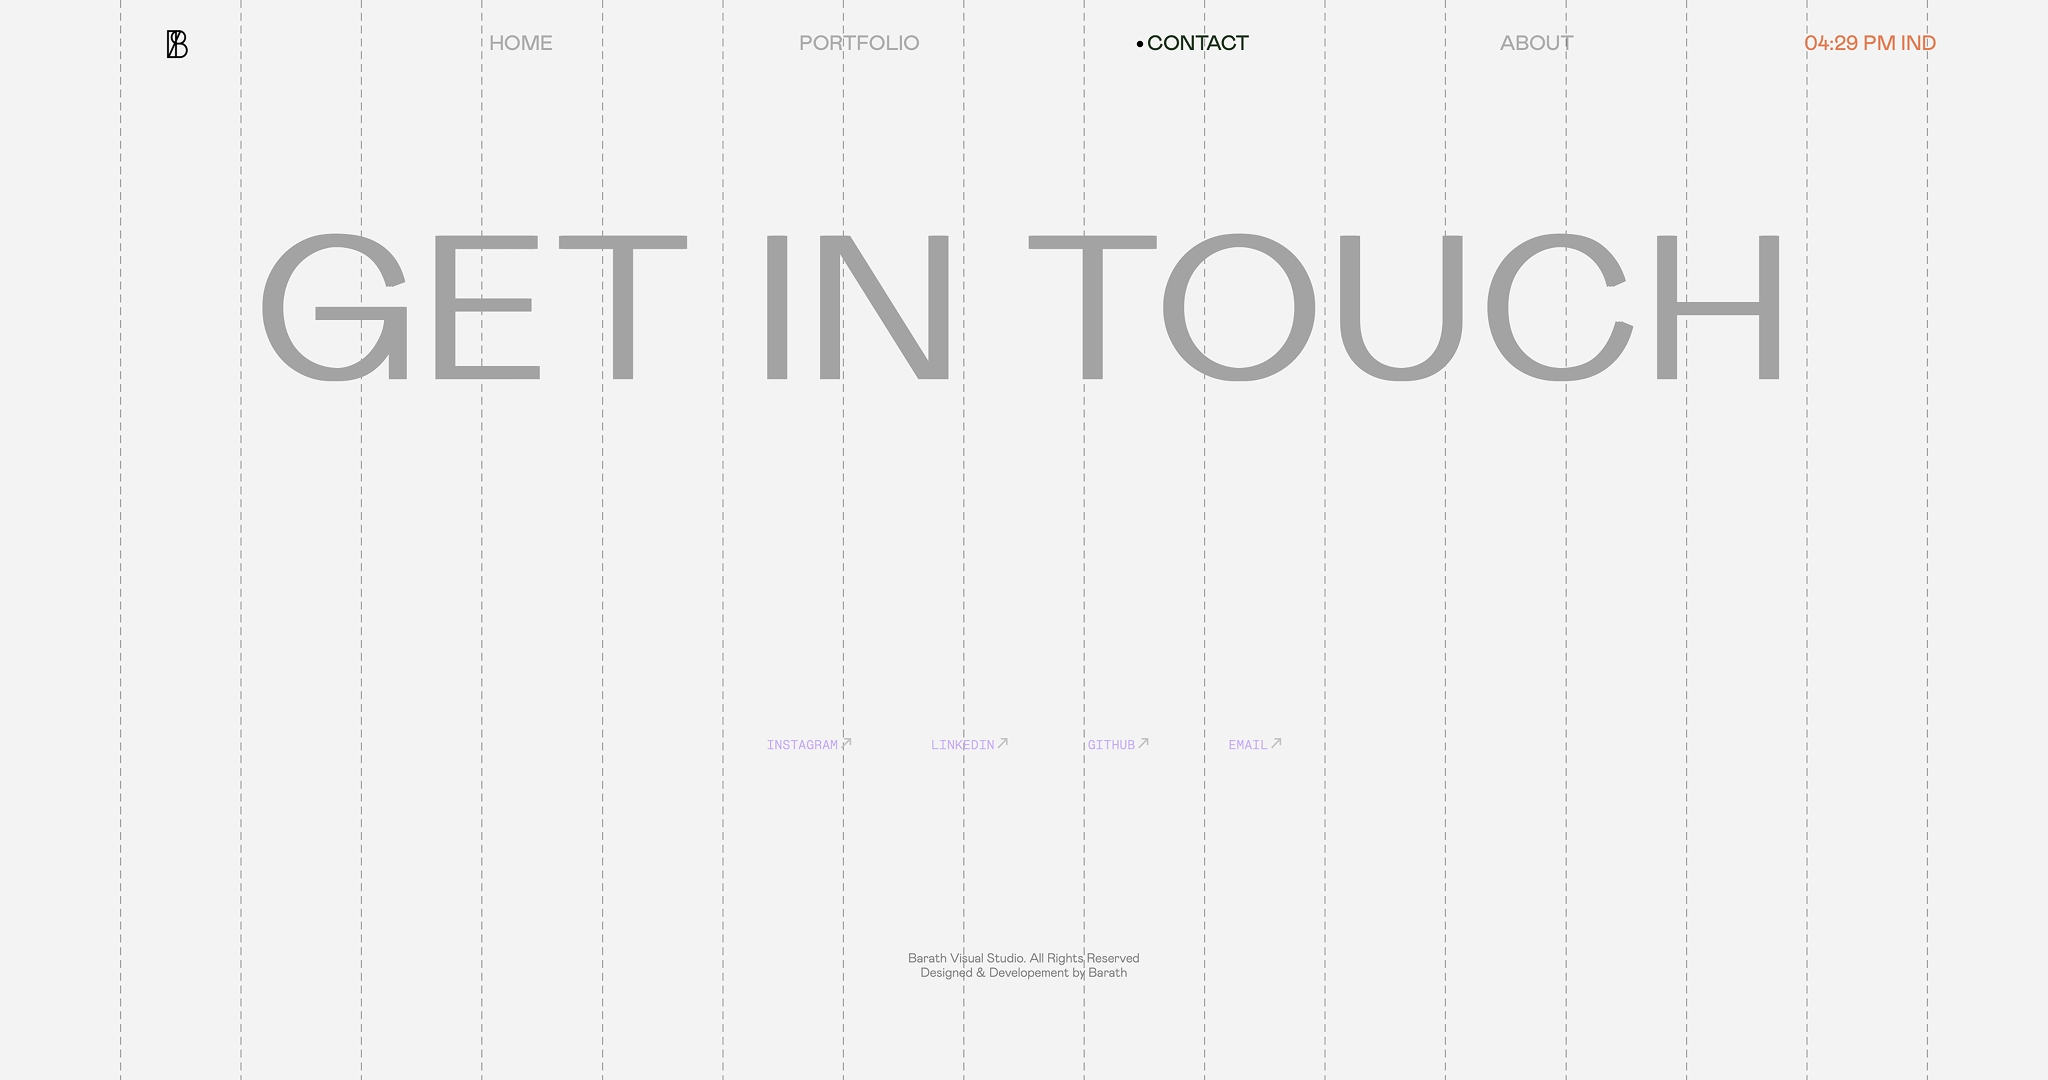 HOME PORTFOLIO • CONTACT ABOUT 04:29 PM IND
GET IN TOUCH
INSTAGRAM LINKEDIN GITHUB EMAIL
Barath Visual Studio. All Rights Reserved
Designed & Developement by Barath